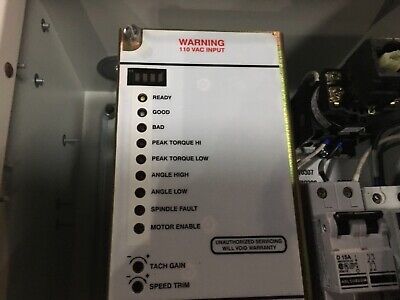 WARNING
110 VAC INPUT
READY
GOOD
BAD
PEAK TORQUE HI
PEAK TORQUE LOW
ANGLE HIGH
ANGLE LOW
SPINDLE FAULT
MOTOR ENABLE
UNAUTHORIZED SERVICING
WILL VOID WARRANTY
TACH GAIN
SPEED TRIM
D 15A